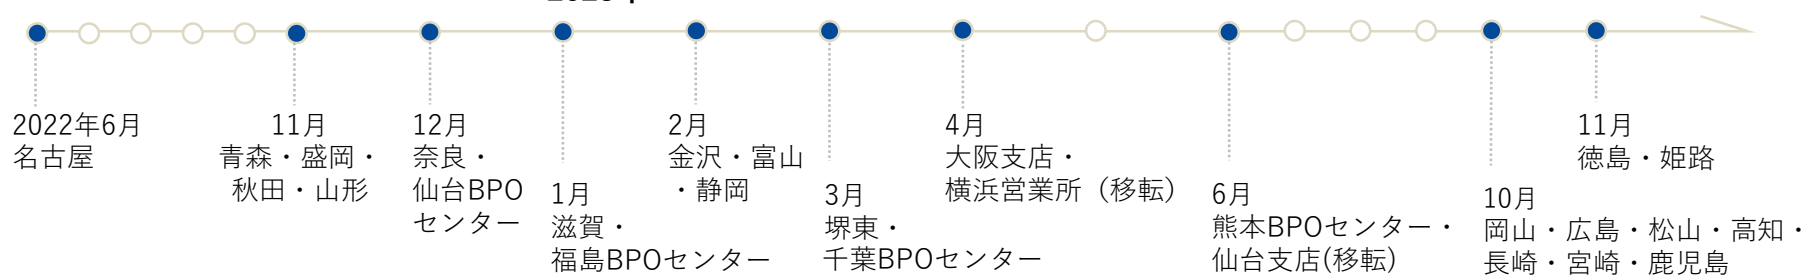 2022年6月
名古屋
11月
青森・盛岡・
秋田・山形
12月
奈良・
仙台BPO
センター
1月
滋賀・
福島BPOセンター
2月
金沢・富山
・静岡
3月
堺東・
千葉BPOセンター
4月
大阪支店・
横浜営業所（移転）
6月
熊本BPOセンター・
仙台支店(移転)
10月
岡山・広島・松山・高知・
長崎・宮崎・鹿児島
11月
徳島・姫路